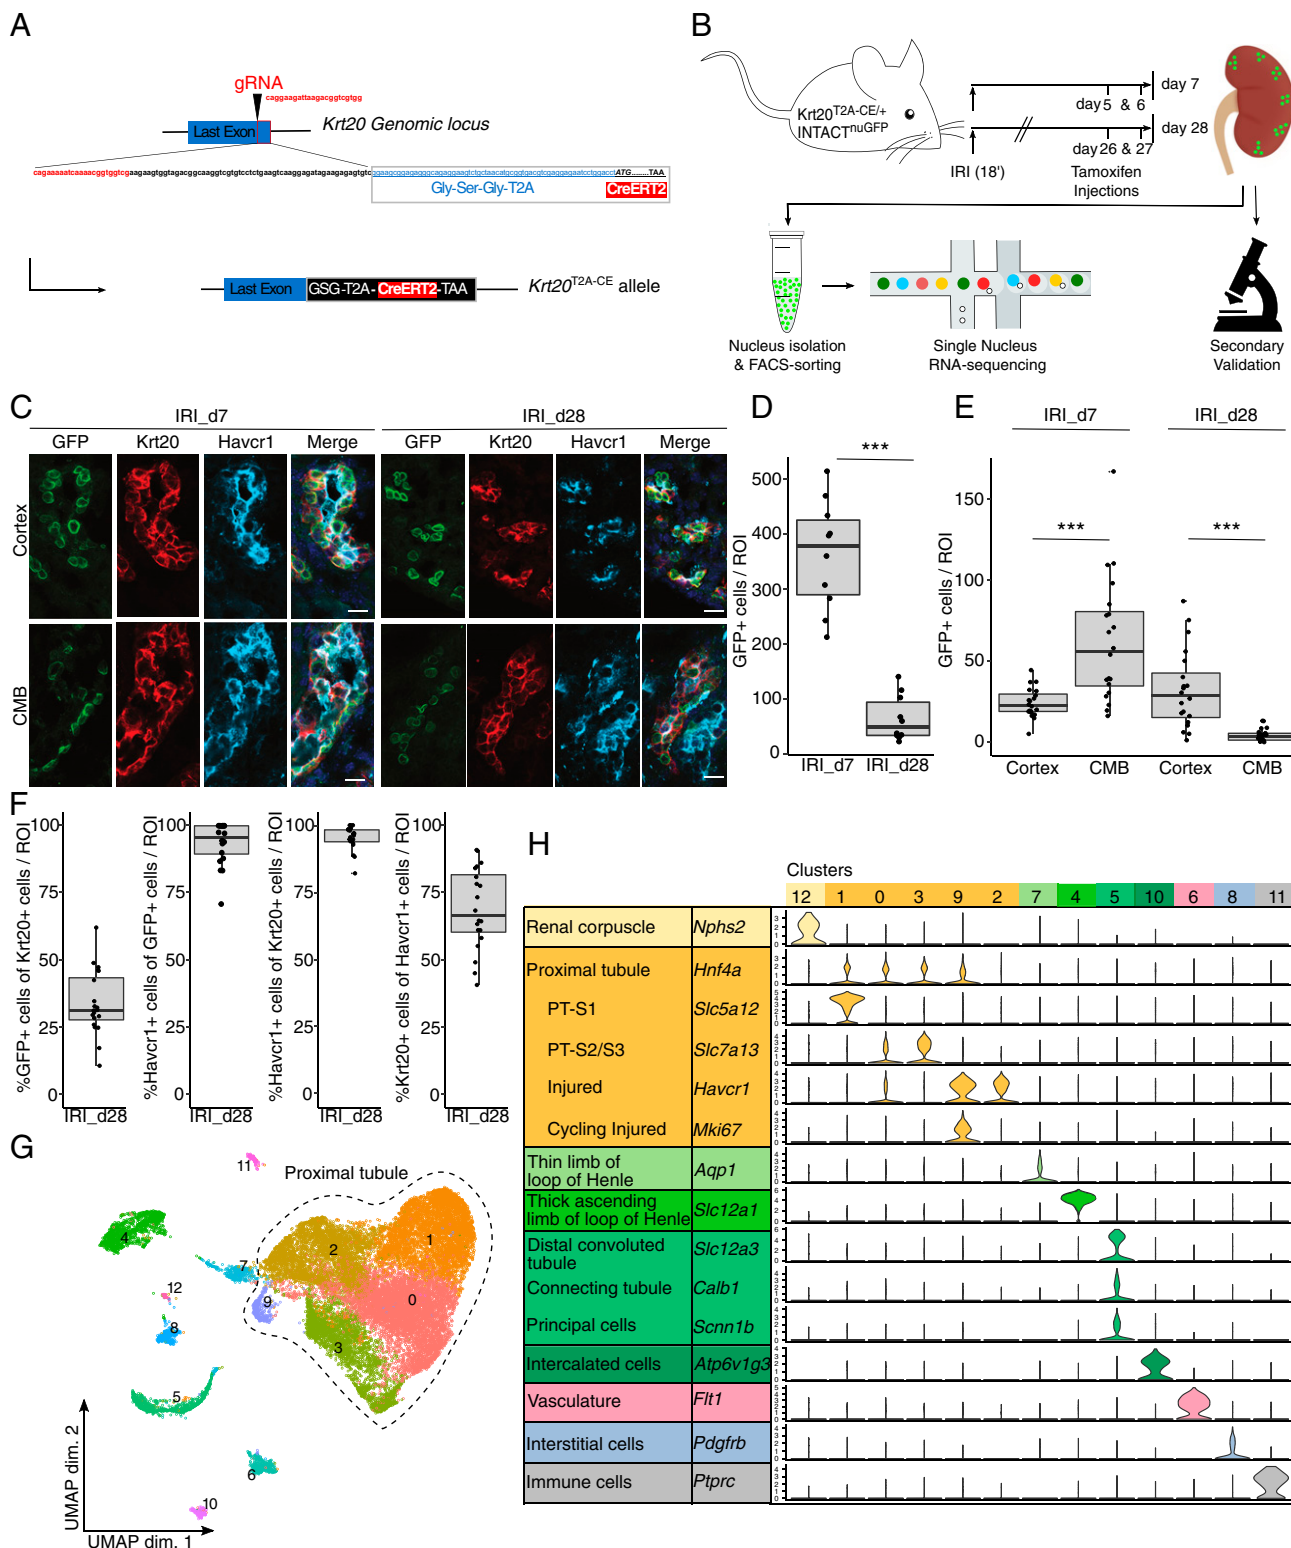 A
gRNA
caggaagattaagacggtcgtgg
Last Exon
Krt20 Genomic locus
cagaaaaatcaaaacggtggtcgaagaagtggtagacggcaaggtcgtgtcctctgaagtcaaggagatagaagagagtgtc
Gly-Ser-Gly-T2A
ATG........TAA
CreERT2
Last Exon
GSG-T2A-CreERT2-TAA
Krt20T2A-CE allele
B
Krt20T2A-CE/+
INTACTnuGFP
day 7
day 5 & 6
day 28
day 26 & 27
IRI (18')
Tamoxifen
Injections
Nucleus isolation
& FACS-sorting
Single Nucleus
RNA-sequencing
Secondary
Validation
C
IRI_d7
IRI_d28
GFP Krt20 Havcr1 Merge GFP Krt20 Havcr1 Merge
Cortex
CMB
D
***
GFP+ cells / ROI
500
400
300
200
100
0
IRI_d7 IRI_d28
E
IRI_d7 IRI_d28
*** ***
GFP+ cells / ROI
150
100
50
0
Cortex CMB Cortex CMB
F
%GFP+ cells of Krt20+ cells / ROI
100
75
50
25
0
IRI_d28
%Havcr1+ cells of GFP+ cells / ROI
100
75
50
25
0
IRI_d28
%Havcr1+ cells of Krt20+ cells / ROI
100
75
50
25
0
IRI_d28
%Krt20+ cells of Havcr1+ cells / ROI
100
75
50
25
0
IRI_d28
G
Proximal tubule
11
4
7
2
1
12
9
0
8
3
5
6
10
UMAP dim. 2
UMAP dim. 1
H
Clusters
12 1 0 3 9 2 7 4 5 10 6 8 11
Renal corpuscle Nphs2
Proximal tubule Hnf4a
PT-S1 Slc5a12
PT-S2/S3 Slc7a13
Injured Havcr1
Cycling Injured Mki67
Thin limb of
loop of Henle Aqp1
Thick ascending
limb of loop of Henle Slc12a1
Distal convoluted
tubule Slc12a3
Connecting tubule Calb1
Principal cells Scnn1b
Intercalated cells Atp6v1g3
Vasculature Flt1
Interstitial cells Pdgfrb
Immune cells Ptprc